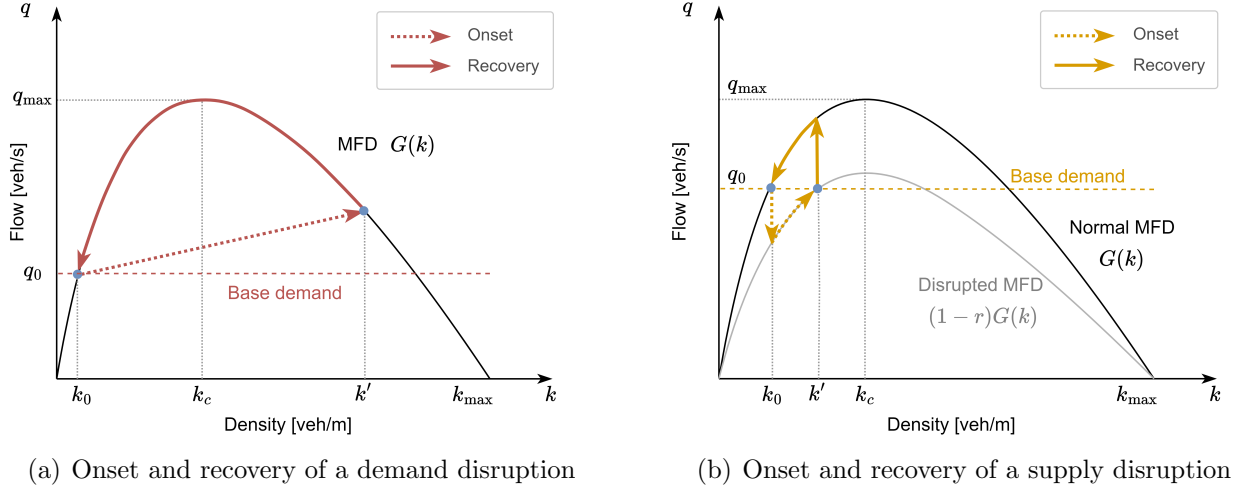 q
Onset
Recovery
q_max
MFD G(k)
Flow [veh/s]
q_0
Base demand
k_0
k_c
k′
k_max
k
Density [veh/m]
(a) Onset and recovery of a demand disruption
q
Onset
Recovery
q_max
Flow [veh/s]
q_0
Base demand
Normal MFD
G(k)
Disrupted MFD
(1 − r)G(k)
k_0
k′
k_c
k_max
k
Density [veh/m]
(b) Onset and recovery of a supply disruption